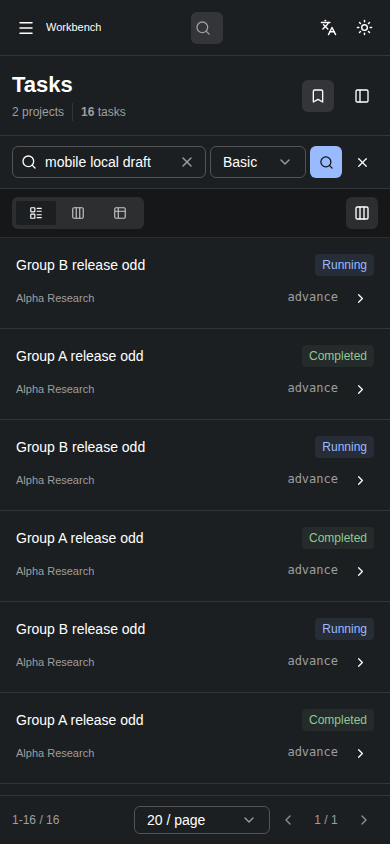 Workbench
Tasks
2 projects 16 tasks
mobile local draft Basic
Group B release odd Running
Alpha Research advance
Group A release odd Completed
Alpha Research advance
Group B release odd Running
Alpha Research advance
Group A release odd Completed
Alpha Research advance
Group B release odd Running
Alpha Research advance
Group A release odd Completed
Alpha Research advance
1-16 / 16 20 / page 1 / 1